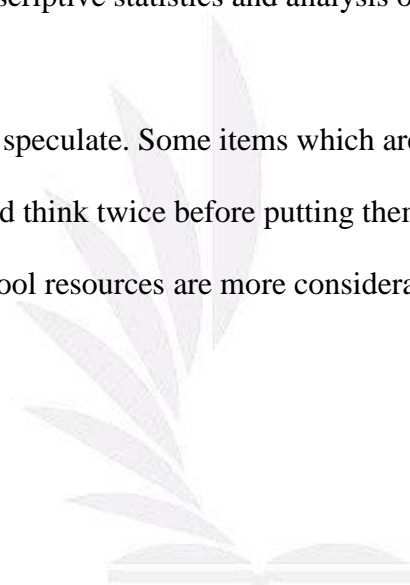 scriptive statistics and analysis o
speculate. Some items which are
d think twice before putting them
ool resources are more considera